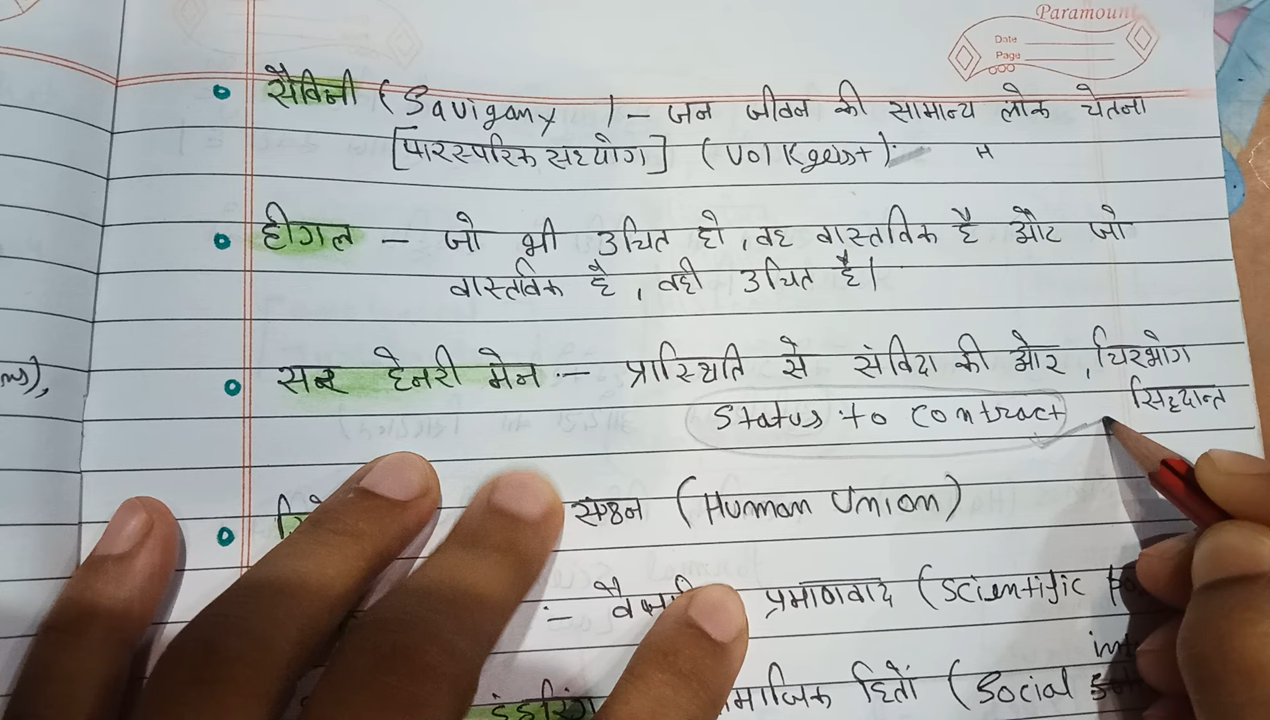 Paramount
Date
Page
सैविनी ( Savigany ) – जन जीवन की सामान्य लोक चेतना
[पारस्परिक सहयोग] (Volkgeist). H
हीगल – जो भी उचित हो, वह वास्तविक है और जो
वास्तविक है, वही उचित है।
सर हेनरी मेन :– प्रास्थिति से संविदा की ओर, चिरभोग
सिद्दान्त
Status to contract
संगठन (Human Union)
:– प्रमाणवाद (Scientific
हितों (Social